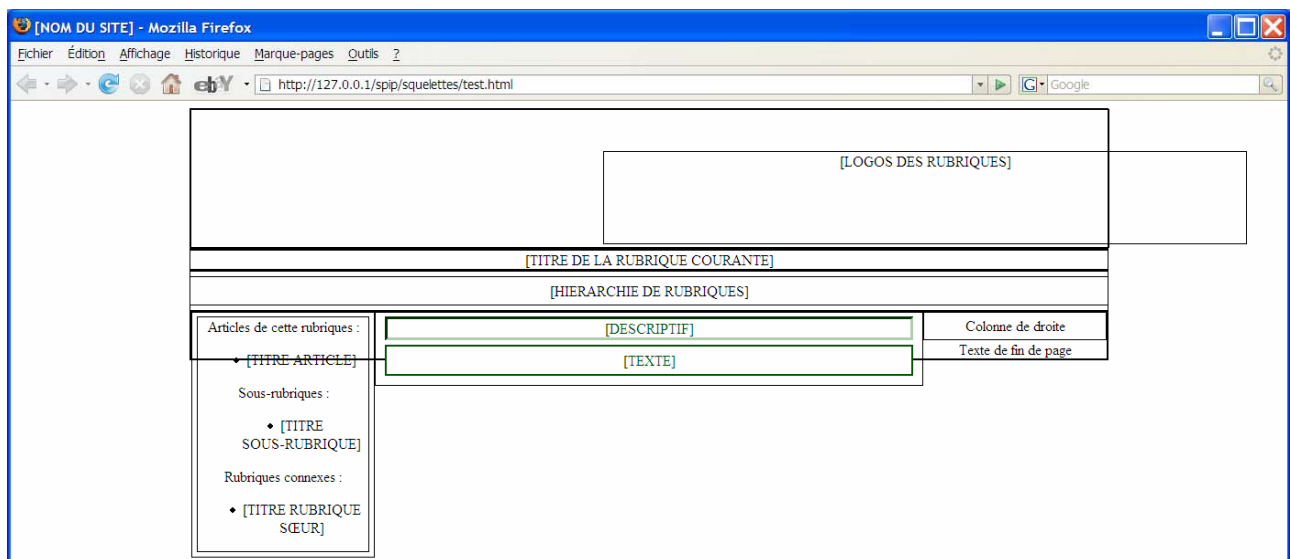 [NOM DU SITE] - Mozilla Firefox
Fichier Édition Affichage Historique Marque-pages Outils ?
ebY http://127.0.0.1/spip/squelettes/test.html G Google
[LOGOS DES RUBRIQUES]
[TITRE DE LA RUBRIQUE COURANTE]
[HIERARCHIE DE RUBRIQUES]
Articles de cette rubriques :
• [TITRE ARTICLE]
Sous-rubriques :
• [TITRE
SOUS-RUBRIQUE]
Rubriques connexes :
• [TITRE RUBRIQUE
SŒUR]
[DESCRIPTIF]
[TEXTE]
Colonne de droite
Texte de fin de page